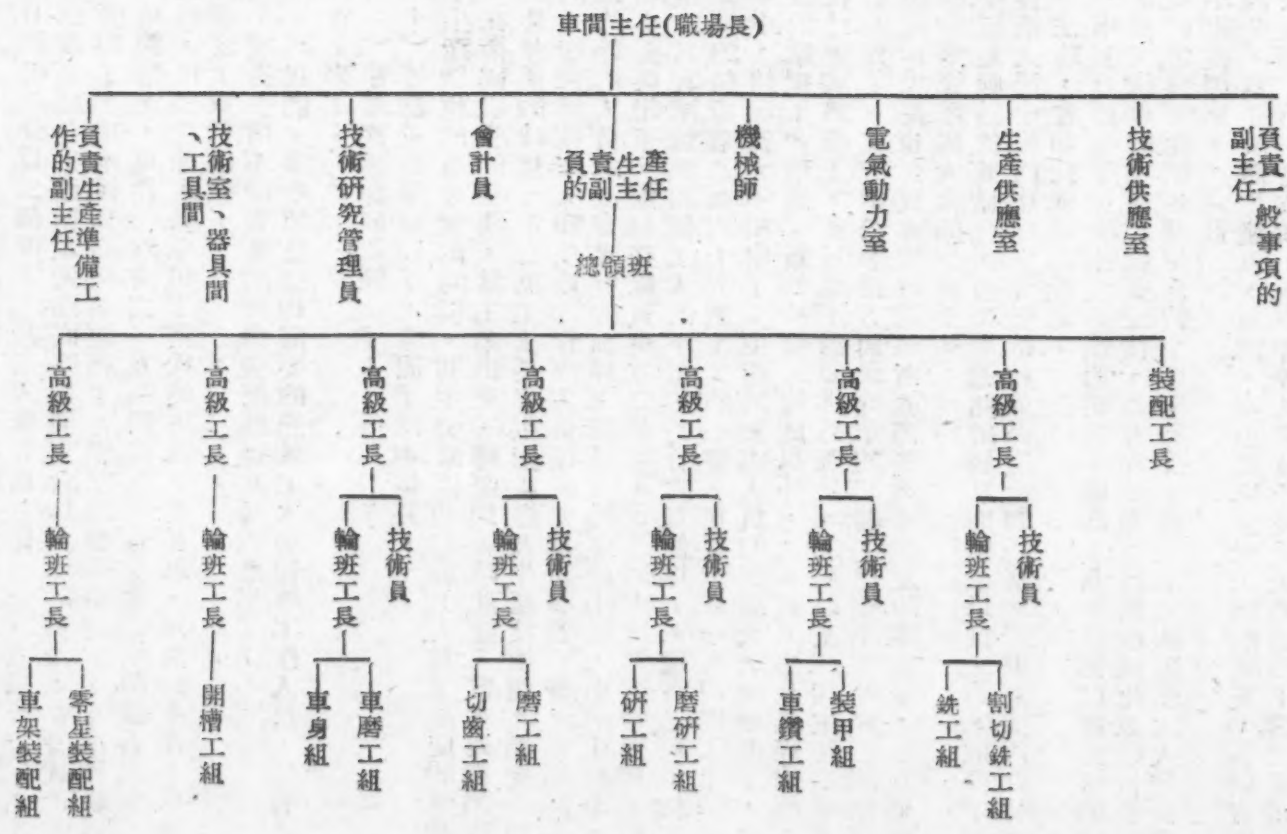 車間主任(職場長)
負責生產準備工
作的副主任
技術室、器具間
、工具間
技術研究管理員
會計員
負責生產
的副主任
機械師
電氣動力室
生產供應室
技術供應室
負責一般事項的
副主任
總領班
高級工長
高級工長
高級工長
高級工長
高級工長
高級工長
高級工長
裝配工長
輪班工長
輪班工長
輪班工長
技術員
輪班工長
技術員
輪班工長
技術員
輪班工長
技術員
輪班工長
技術員
車架裝配組
零星裝配組
開槽工組
車身組
車磨工組
切齒工組
磨工組
研工組
磨研工組
車鑽工組
裝甲組
銑工組
割切銑工組